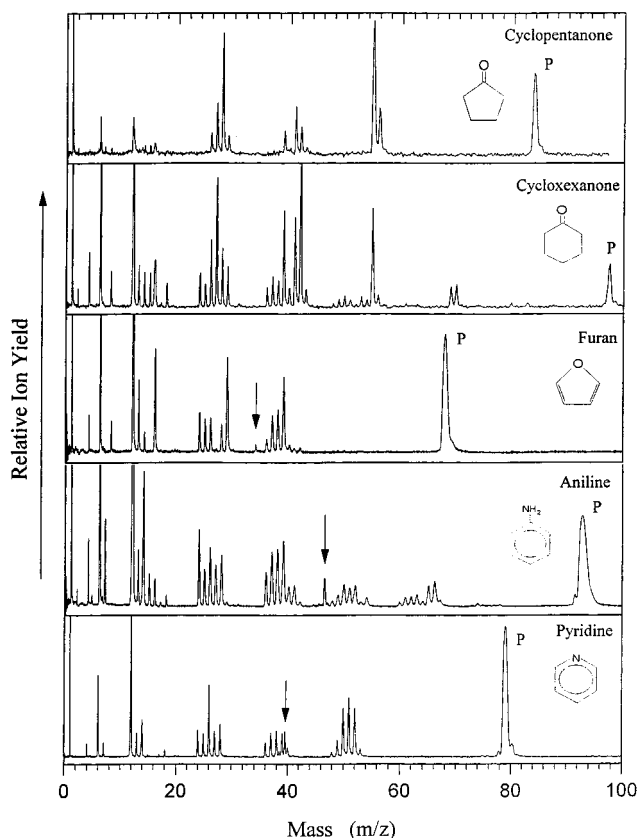 Cyclopentanone
P
O
Cycloxexanone
O
P
Furan
P
O
Aniline
NH2
P
Pyridine
P
N
Relative Ion Yield
0 20 40 60 80 100
Mass (m/z)